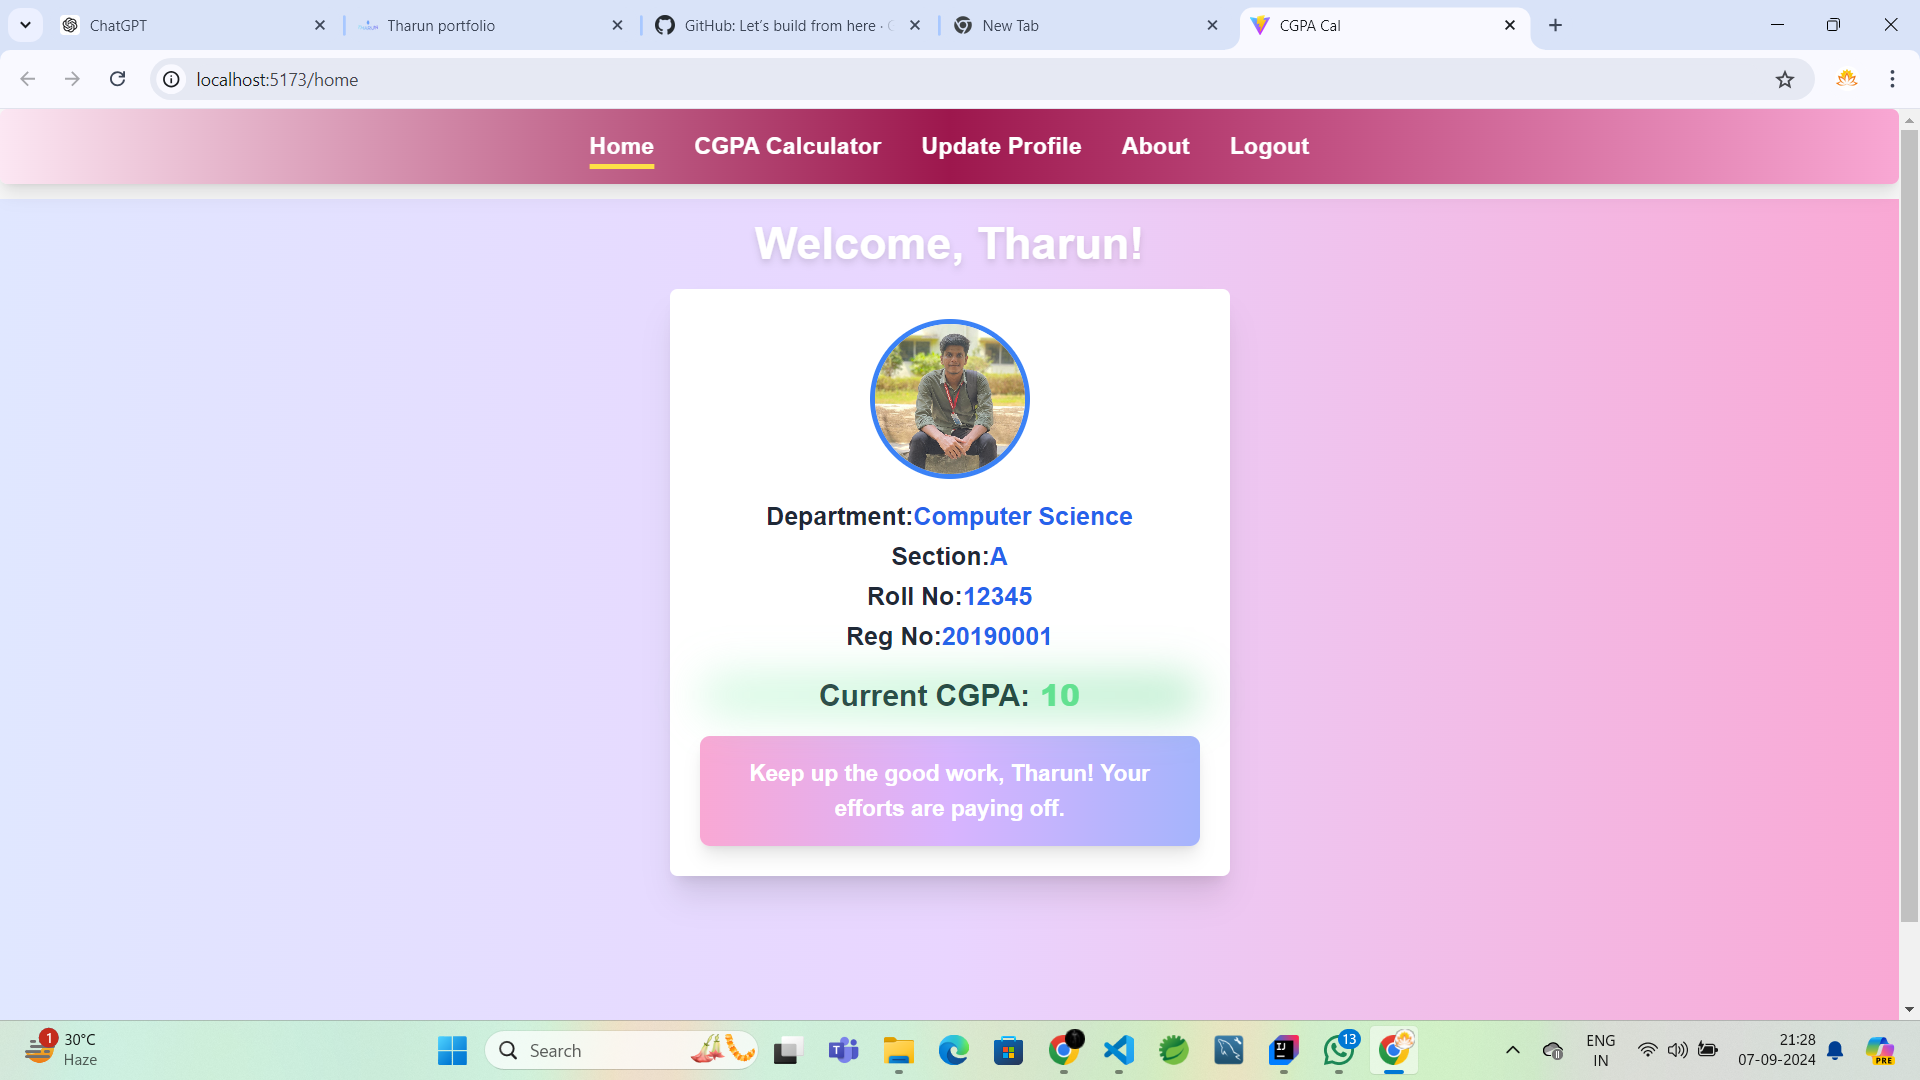 ChatGPT
Tharun portfolio
GitHub: Let's build from here ·
New Tab
CGPA Cal
localhost:5173/home
Home
CGPA Calculator
Update Profile
About
Logout
Welcome, Tharun!
Department:Computer Science
Section:A
Roll No:12345
Reg No:20190001
Current CGPA: 10
Keep up the good work, Tharun! Your
efforts are paying off.
1
30°C
Haze
Search
T
IJ
13
ENG
IN
21:28
07-09-2024
PRE